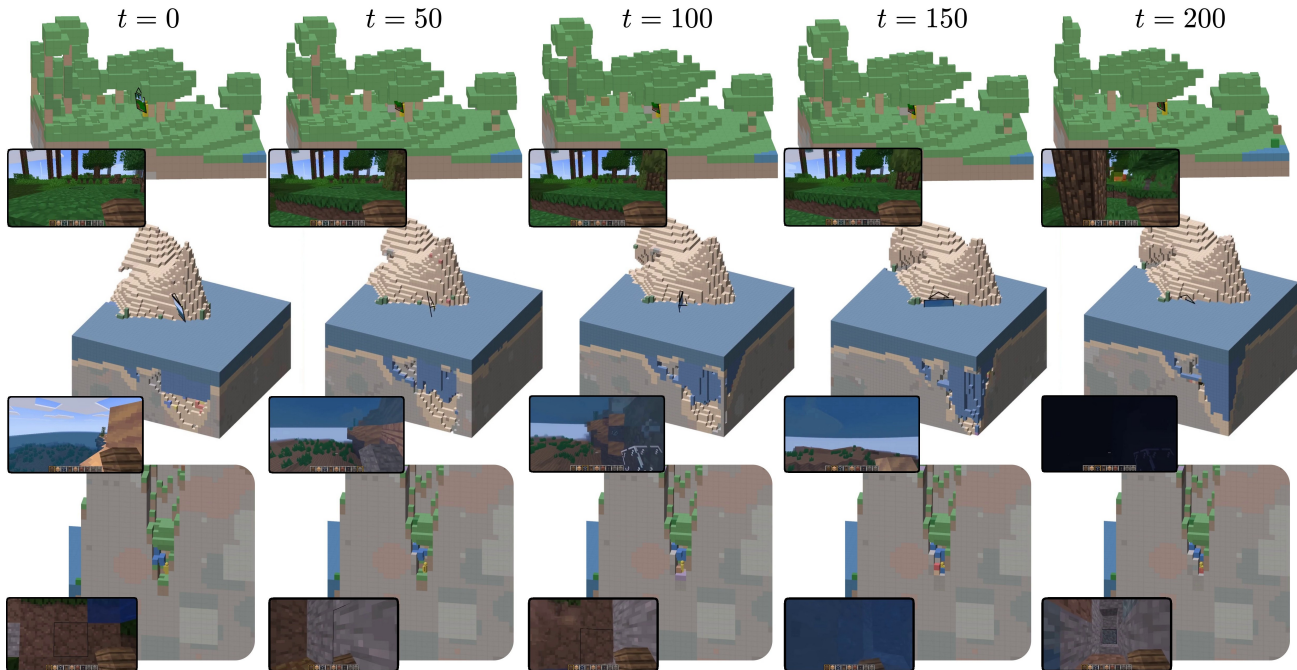 t = 0
t = 50
t = 100
t = 150
t = 200